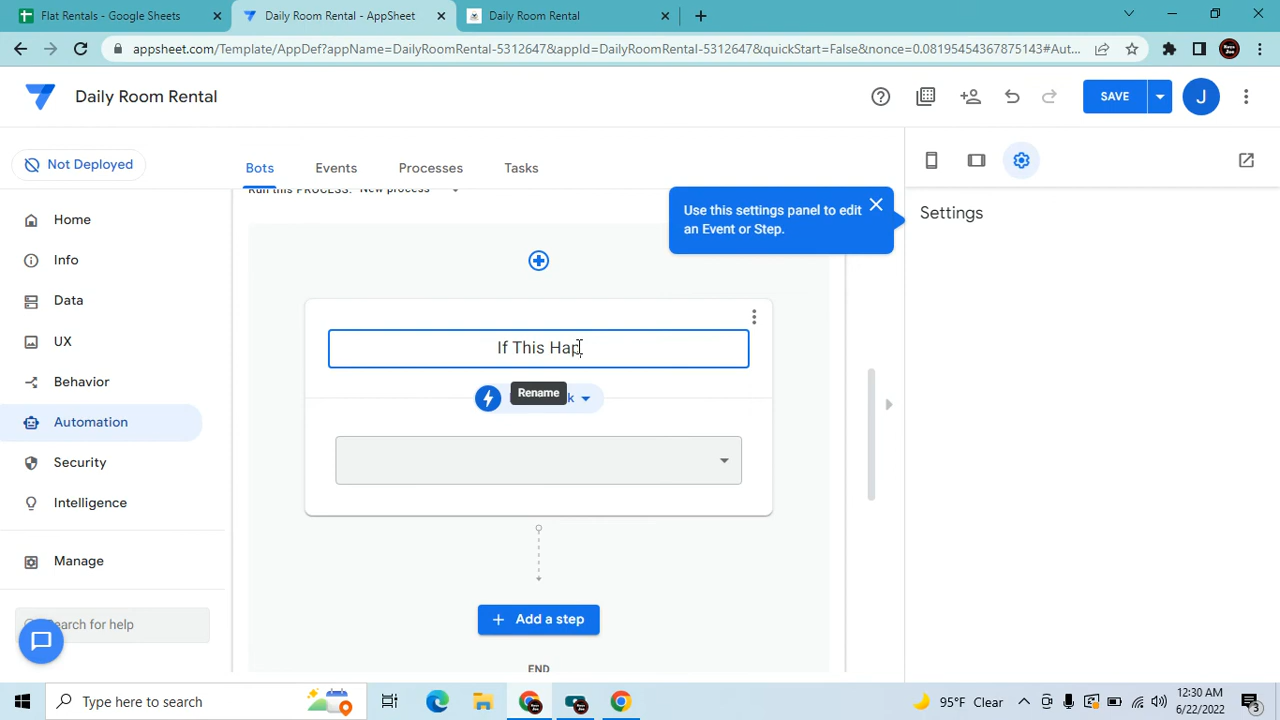 Flat Rentals - Google Sheets
Daily Room Rental - AppSheet
Daily Room Rental
appsheet.com/Template/AppDef?appName=DailyRoomRental-5312647&appId=DailyRoomRental-5312647&quickStart=False&nonce=0.08195454367875143#Aut...
Daily Room Rental
SAVE
J
Not Deployed
Bots
Events
Processes
Tasks
Run this PROCESS:
New process
Use this settings panel to edit
an Event or Step.
Settings
Home
Info
Data
UX
Behavior
Automation
Security
Intelligence
Manage
Search for help
If This Hap
Rename
k
Add a step
END
Type here to search
95°F Clear
12:30 AM
6/22/2022
3